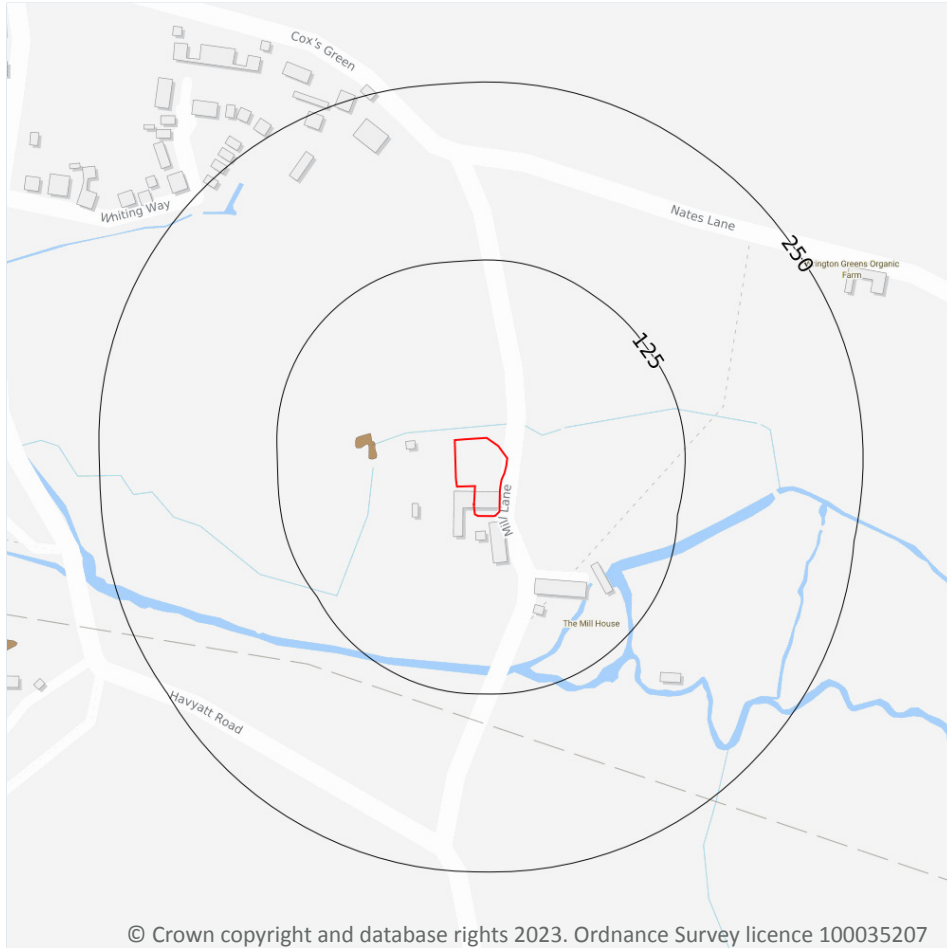 Cox's Green
Whiting Way
Nates Lane
250
Wrington Greens Organic
Farm
125
Mill Lane
The Mill House
Havyatt Road
© Crown copyright and database rights 2023. Ordnance Survey licence 100035207